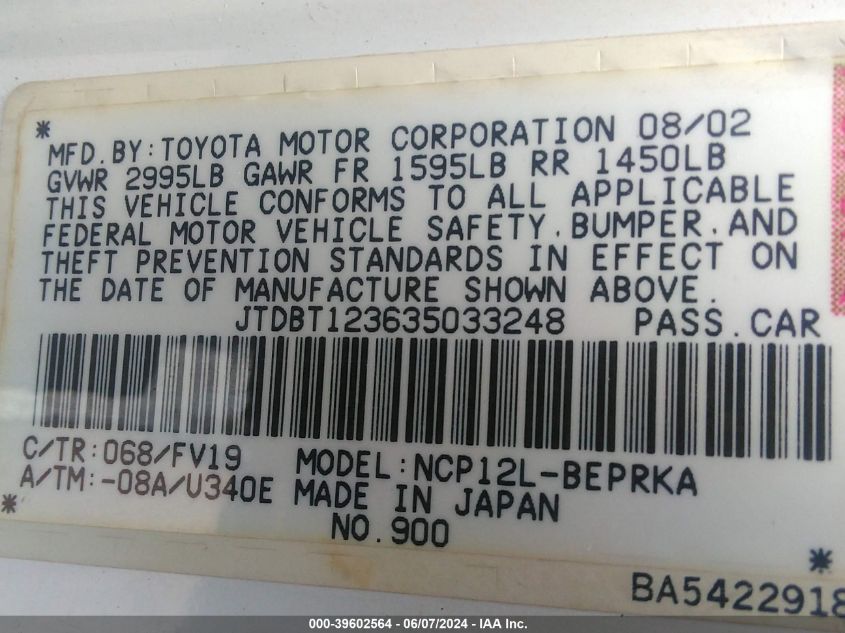 * MFD.BY:TOYOTA MOTOR CORPORATION 08/02
GVWR 2995LB GAWR FR 1595LB RR 1450LB
THIS VEHICLE CONFORMS TO ALL APPLICABLE
FEDERAL MOTOR VEHICLE SAFETY,BUMPER,AND
THEFT PREVENTION STANDARDS IN EFFECT ON
THE DATE OF MANUFACTURE SHOWN ABOVE.
JTDBT123635033248 PASS.CAR
C/TR:068/FV19 MODEL:NCP12L-BEPRKA
A/TM:-08A/U340E MADE IN JAPAN
* NO.900 *
BA5422918
000-39602564 - 06/07/2024 - IAA Inc.